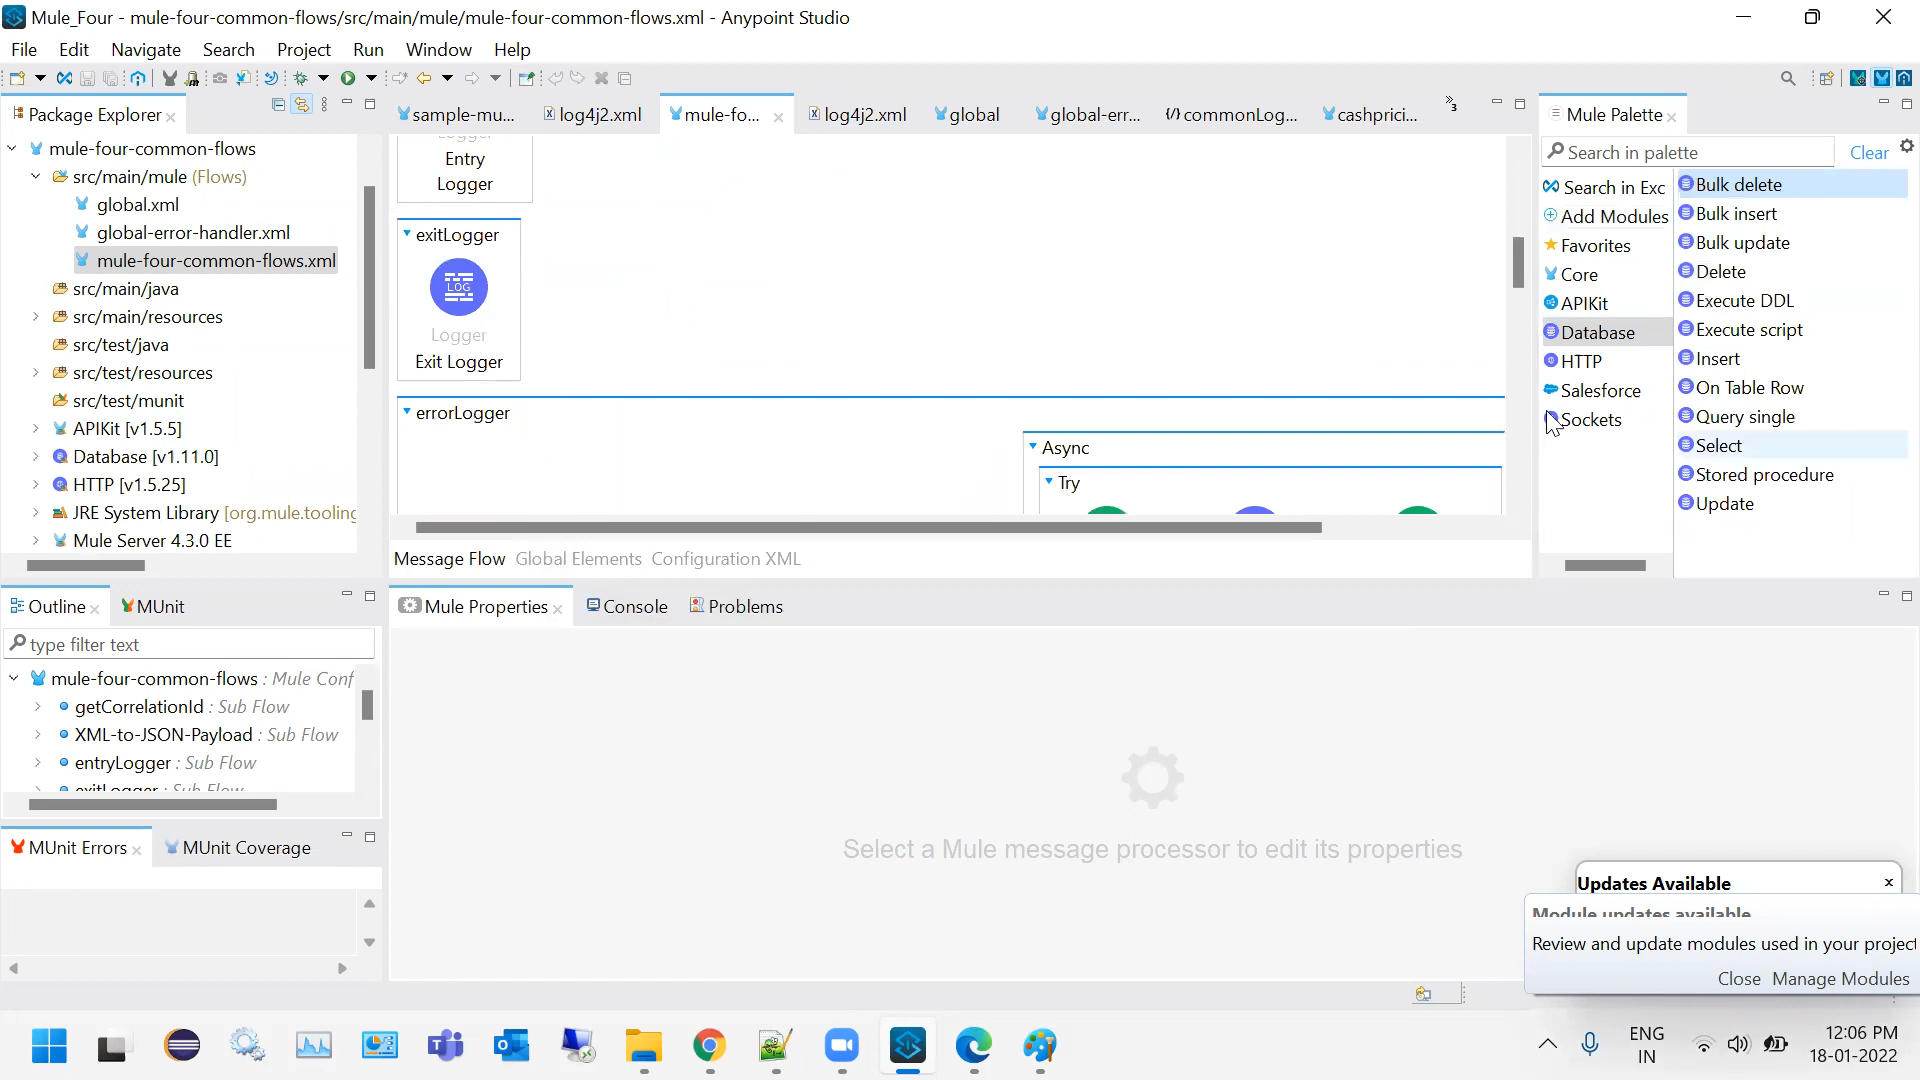 Mule_Four - mule-four-common-flows/src/main/mule/mule-four-common-flows.xml - Anypoint Studio
File Edit Navigate Search Project Run Window Help
Package Explorer
sample-mu...
log4j2.xml
mule-fo...
log4j2.xml
global
global-err...
commonLog...
cashprici...
3
Mule Palette
mule-four-common-flows
src/main/mule (Flows)
global.xml
global-error-handler.xml
mule-four-common-flows.xml
src/main/java
src/main/resources
src/test/java
src/test/resources
src/test/munit
APIKit [v1.5.5]
Database [v1.11.0]
HTTP [v1.5.25]
JRE System Library [org.mule.tooling
Mule Server 4.3.0 EE
Logger
Entry
Logger
exitLogger
LOG
Logger
Exit Logger
errorLogger
Async
Try
Message Flow Global Elements Configuration XML
Search in palette
Clear
Search in Exc
Add Modules
Favorites
Core
APIKit
Database
HTTP
Salesforce
Sockets
Bulk delete
Bulk insert
Bulk update
Delete
Execute DDL
Execute script
Insert
On Table Row
Query single
Select
Stored procedure
Update
Outline
MUnit
type filter text
mule-four-common-flows : Mule Conf
getCorrelationId : Sub Flow
XML-to-JSON-Payload : Sub Flow
entryLogger : Sub Flow
exitLogger : Sub Flow
MUnit Errors
MUnit Coverage
Mule Properties
Console
Problems
Select a Mule message processor to edit its properties
Updates Available
Module updates available
Review and update modules used in your project
Close Manage Modules
ENG
IN
12:06 PM
18-01-2022